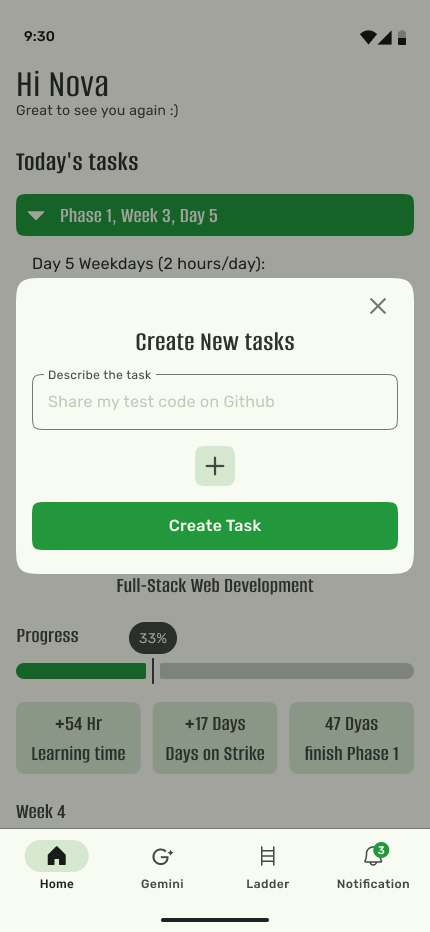 9:30
Hi Nova
Great to see you again :)
Today's tasks
Phase 1, Week 3, Day 5
Day 5 Weekdays (2 hours/day):
Create New tasks
Describe the task
Share my test code on Github
Create Task
Full-Stack Web Development
Progress
33%
+54 Hr
Learning time
+17 Days
Days on Strike
47 Dyas
finish Phase 1
Week 4
3
Home
Gemini
Ladder
Notification